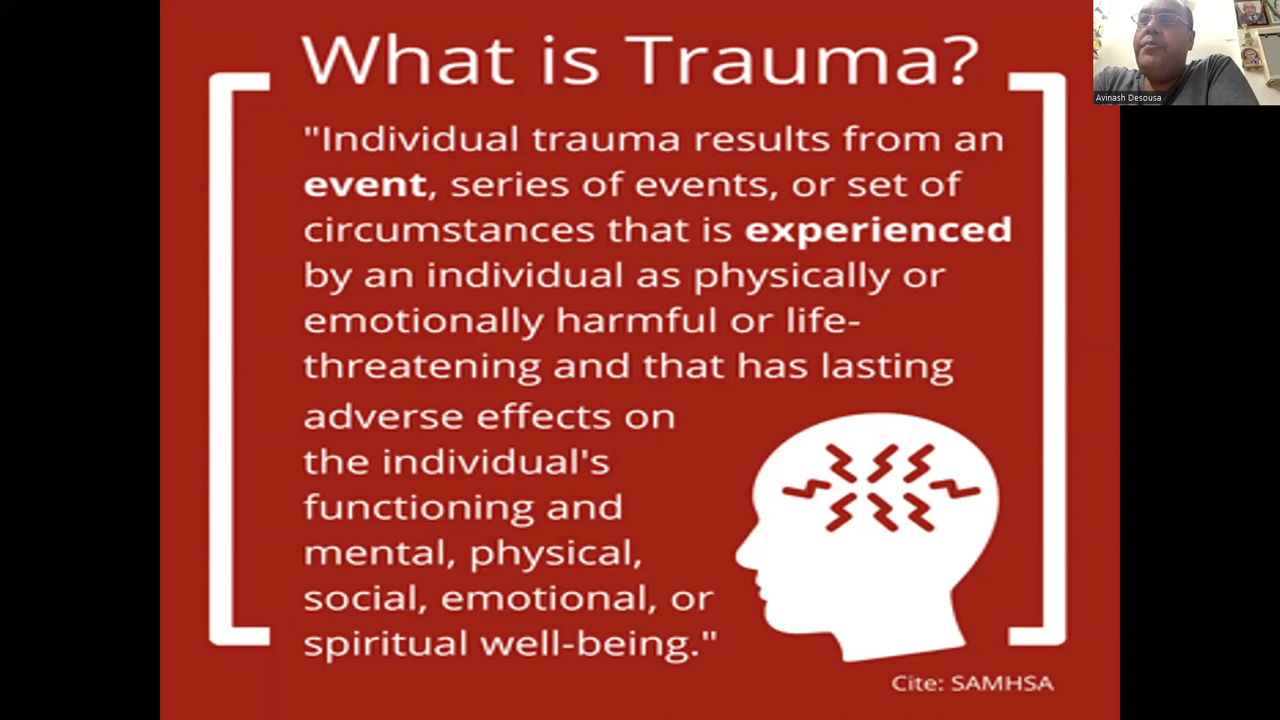 What is Trauma?
"Individual trauma results from an
event, series of events, or set of
circumstances that is experienced
by an individual as physically or
emotionally harmful or life-
threatening and that has lasting
adverse effects on
the individual's
functioning and
mental, physical,
social, emotional, or
spiritual well-being."
Cite: SAMHSA
Avinash Desousa